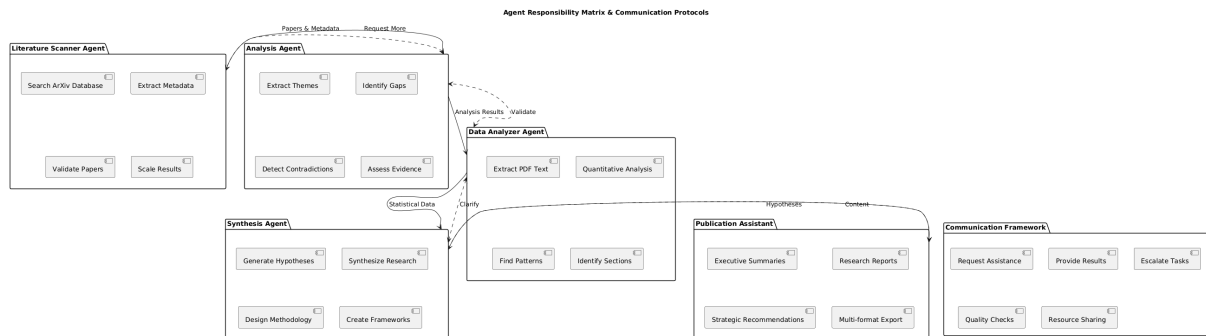 Agent Responsibility Matrix & Communication Protocols
Papers & Metadata
Request More
Literature Scanner Agent
Search ArXiv Database
Extract Metadata
Validate Papers
Scale Results
Analysis Agent
Extract Themes
Identify Gaps
Detect Contradictions
Assess Evidence
Analysis Results
Validate
Data Analyzer Agent
Extract PDF Text
Quantitative Analysis
Find Patterns
Identify Sections
Statistical Data
Clarify
Hypotheses
Content
Synthesis Agent
Generate Hypotheses
Synthesize Research
Design Methodology
Create Frameworks
Publication Assistant
Executive Summaries
Research Reports
Strategic Recommendations
Multi-format Export
Communication Framework
Request Assistance
Provide Results
Escalate Tasks
Quality Checks
Resource Sharing